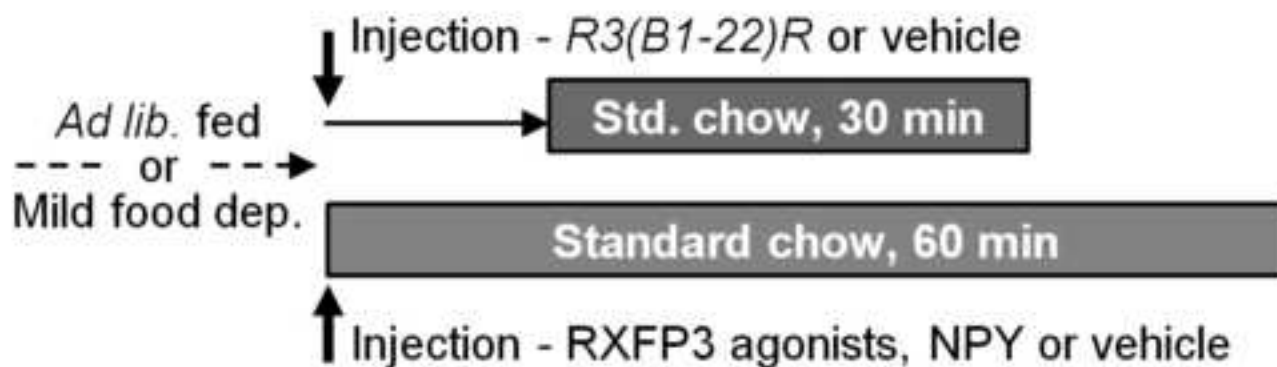 Injection - R3(B1-22)R or vehicle
Ad lib. fed
or
Mild food dep.
Std. chow, 30 min
Standard chow, 60 min
Injection - RXFP3 agonists, NPY or vehicle